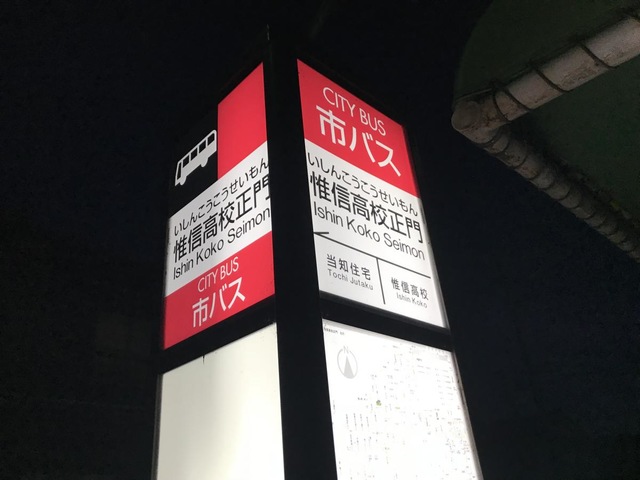 いしんこうこうせいもん
惟信高校正門
Ishin Koko Seimon
CITY BUS
市バス
CITY BUS
市バス
いしんこうこうせいもん
惟信高校正門
Ishin Koko Seimon
当知住宅
Tochi Jutaku
惟信高校
Ishin Koko